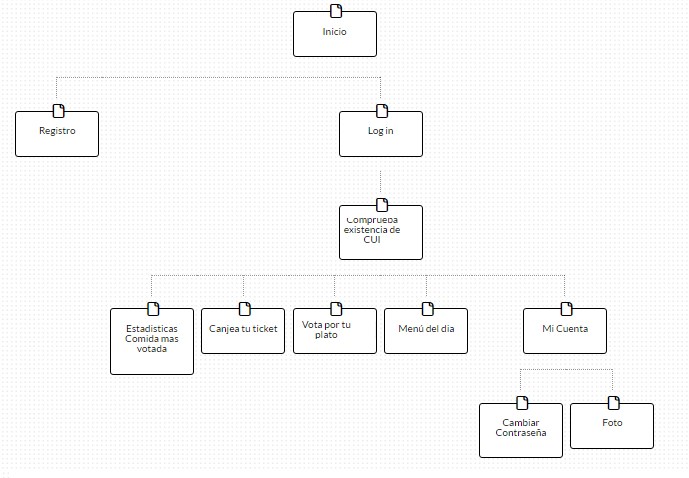 Inicio
Registro
Log in
Comprueba
existencia de
CUI
Estadisticas
Comida mas
votada
Canjea tu ticket
Vota por tu
plato
Menú del dia
Mi Cuenta
Cambiar
Contraseña
Foto